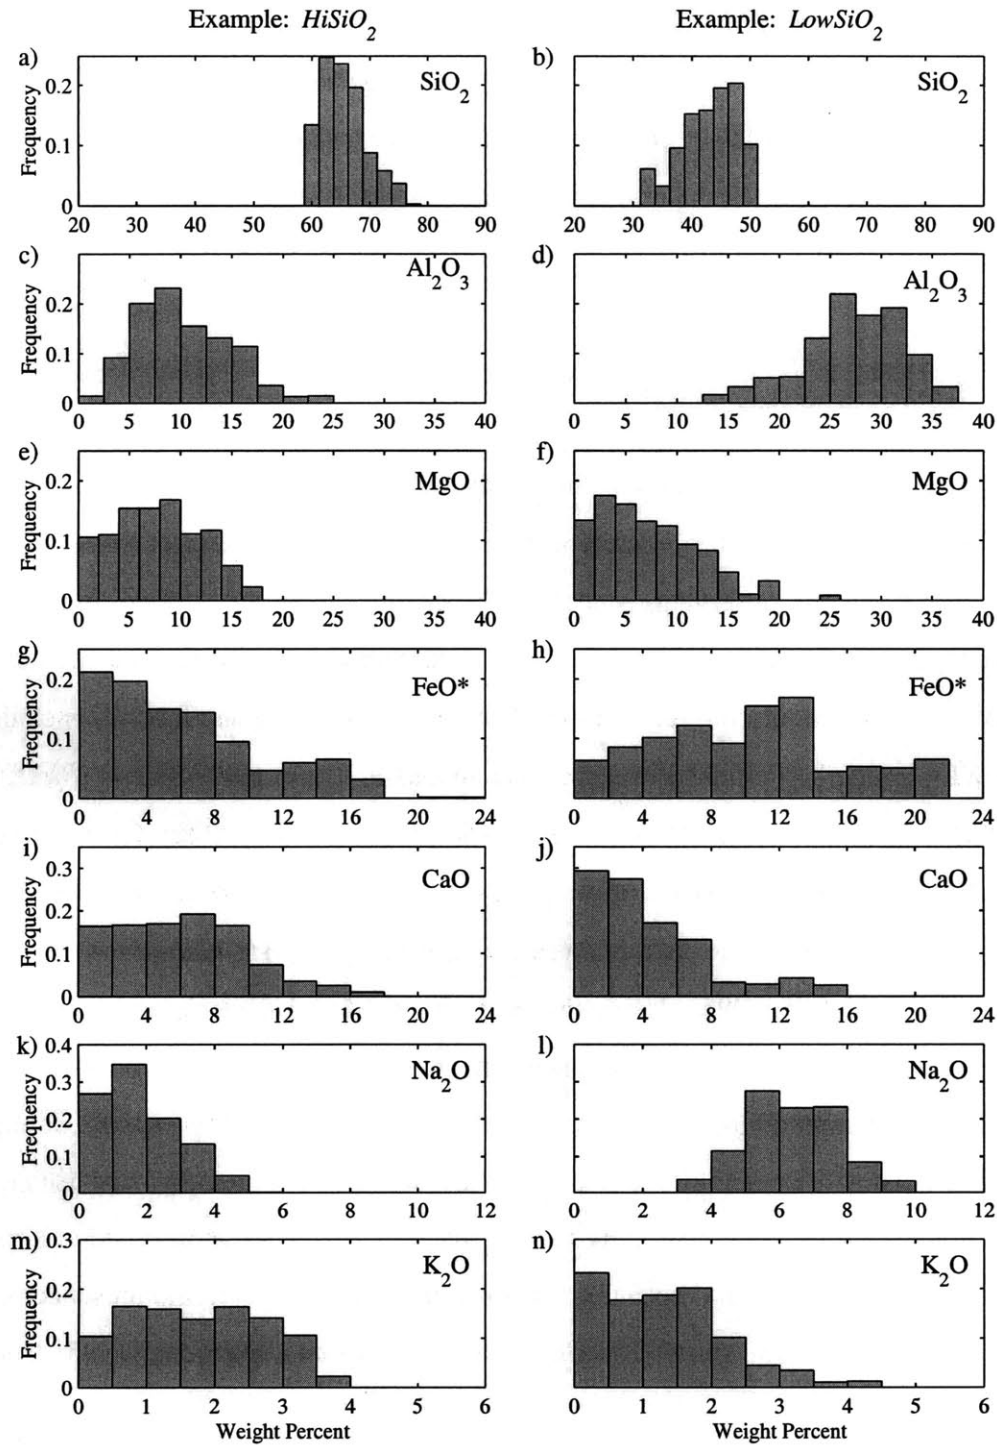 Example: HiSiO2 Example: LowSiO2
a) b)
SiO2 SiO2
Frequency
0.2
0.1
0
20 30 40 50 60 70 80 90 20 30 40 50 60 70 80 90
c) d)
Al2O3 Al2O3
Frequency
0.2
0.1
0
0 5 10 15 20 25 30 35 40 0 5 10 15 20 25 30 35 40
e) f)
MgO MgO
Frequency
0.2
0.1
0
0 5 10 15 20 25 30 35 40 0 5 10 15 20 25 30 35 40
g) h)
FeO* FeO*
Frequency
0.2
0.1
0
0 4 8 12 16 20 24 0 4 8 12 16 20 24
i) j)
CaO CaO
Frequency
0.3
0.2
0.1
0
0 4 8 12 16 20 24 0 4 8 12 16 20 24
k) l)
Na2O Na2O
Frequency
0.4
0.3
0.2
0.1
0
0 2 4 6 8 10 12 0 2 4 6 8 10 12
m) n)
K2O K2O
Frequency
0.3
0.2
0.1
0
0 1 2 3 4 5 6 0 1 2 3 4 5 6
Weight Percent Weight Percent